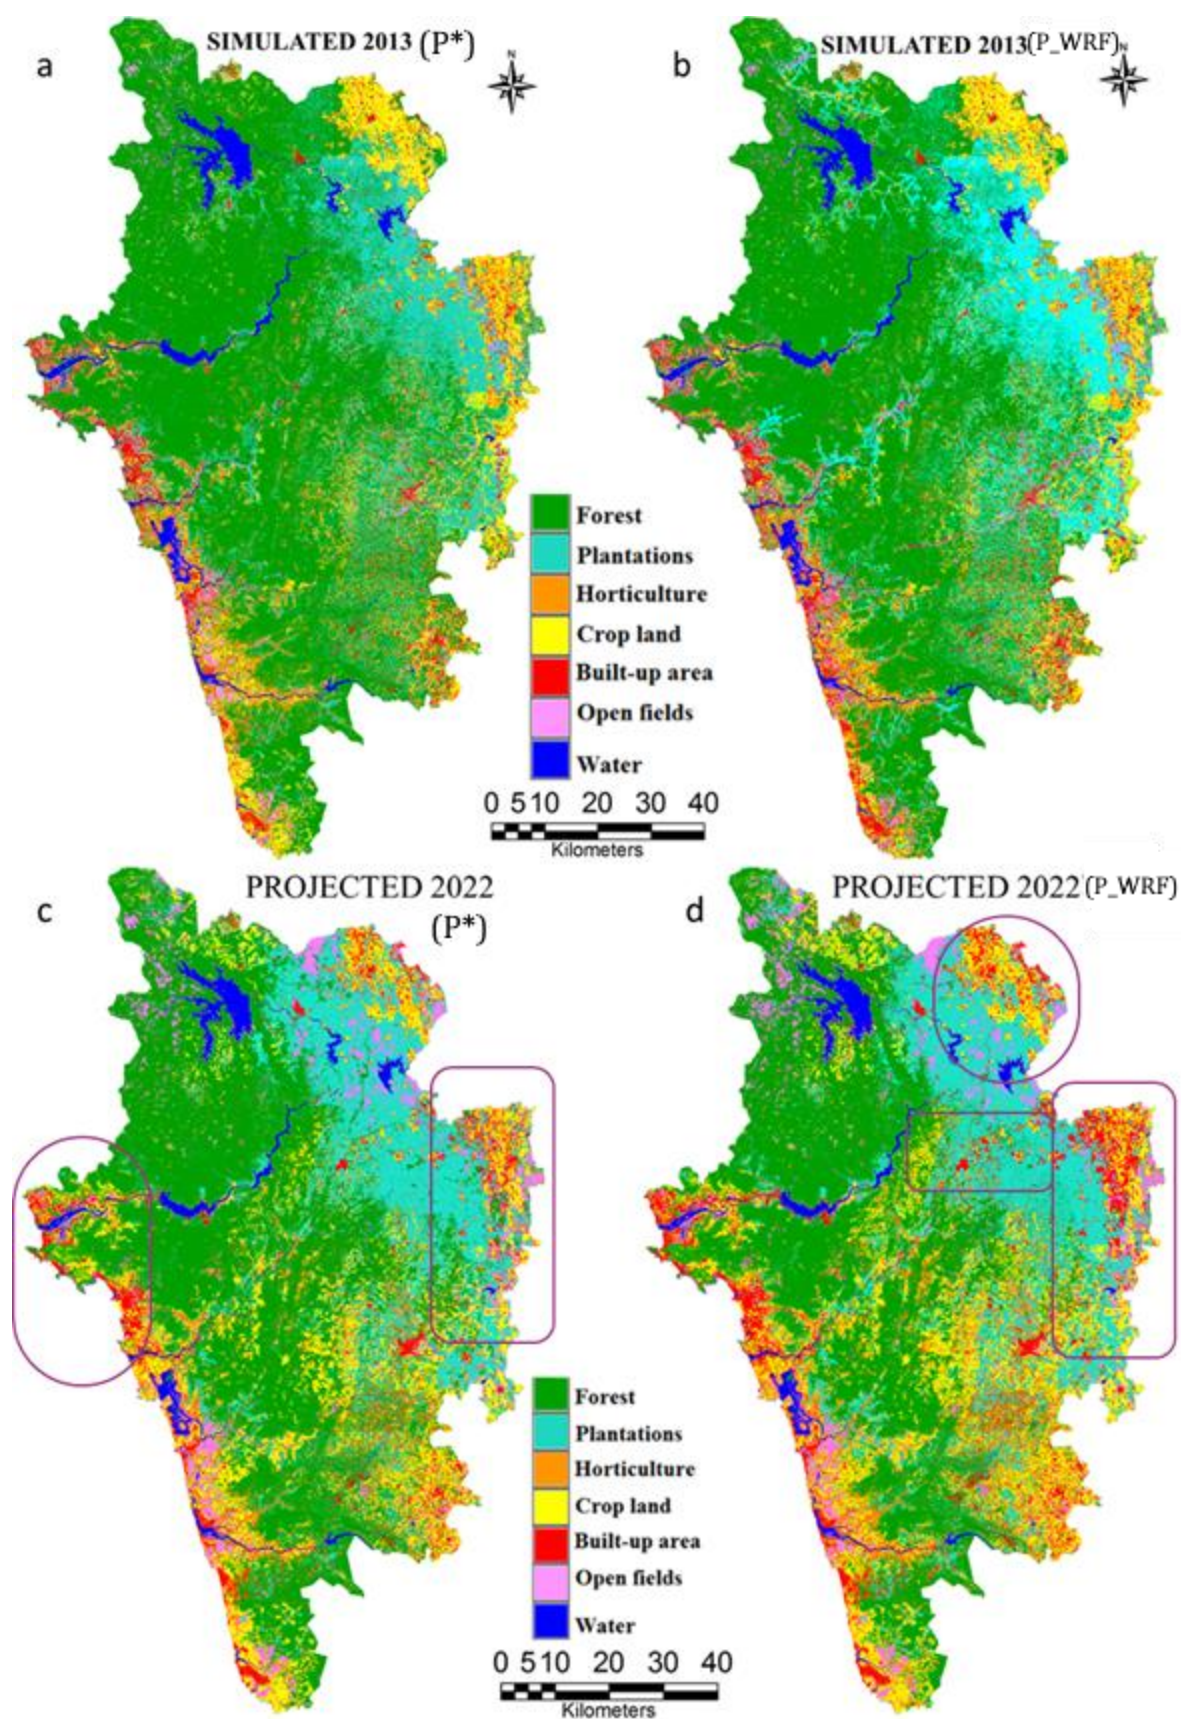 a
SIMULATED 2013 (P*)
N
b
SIMULATED 2013(P_WRF)
N
Forest
Plantations
Horticulture
Crop land
Built-up area
Open fields
Water
0 5 10 20 30 40
Kilometers
c
PROJECTED 2022
(P*)
d
PROJECTED 2022 (P_WRF)
Forest
Plantations
Horticulture
Crop land
Built-up area
Open fields
Water
0 5 10 20 30 40
Kilometers